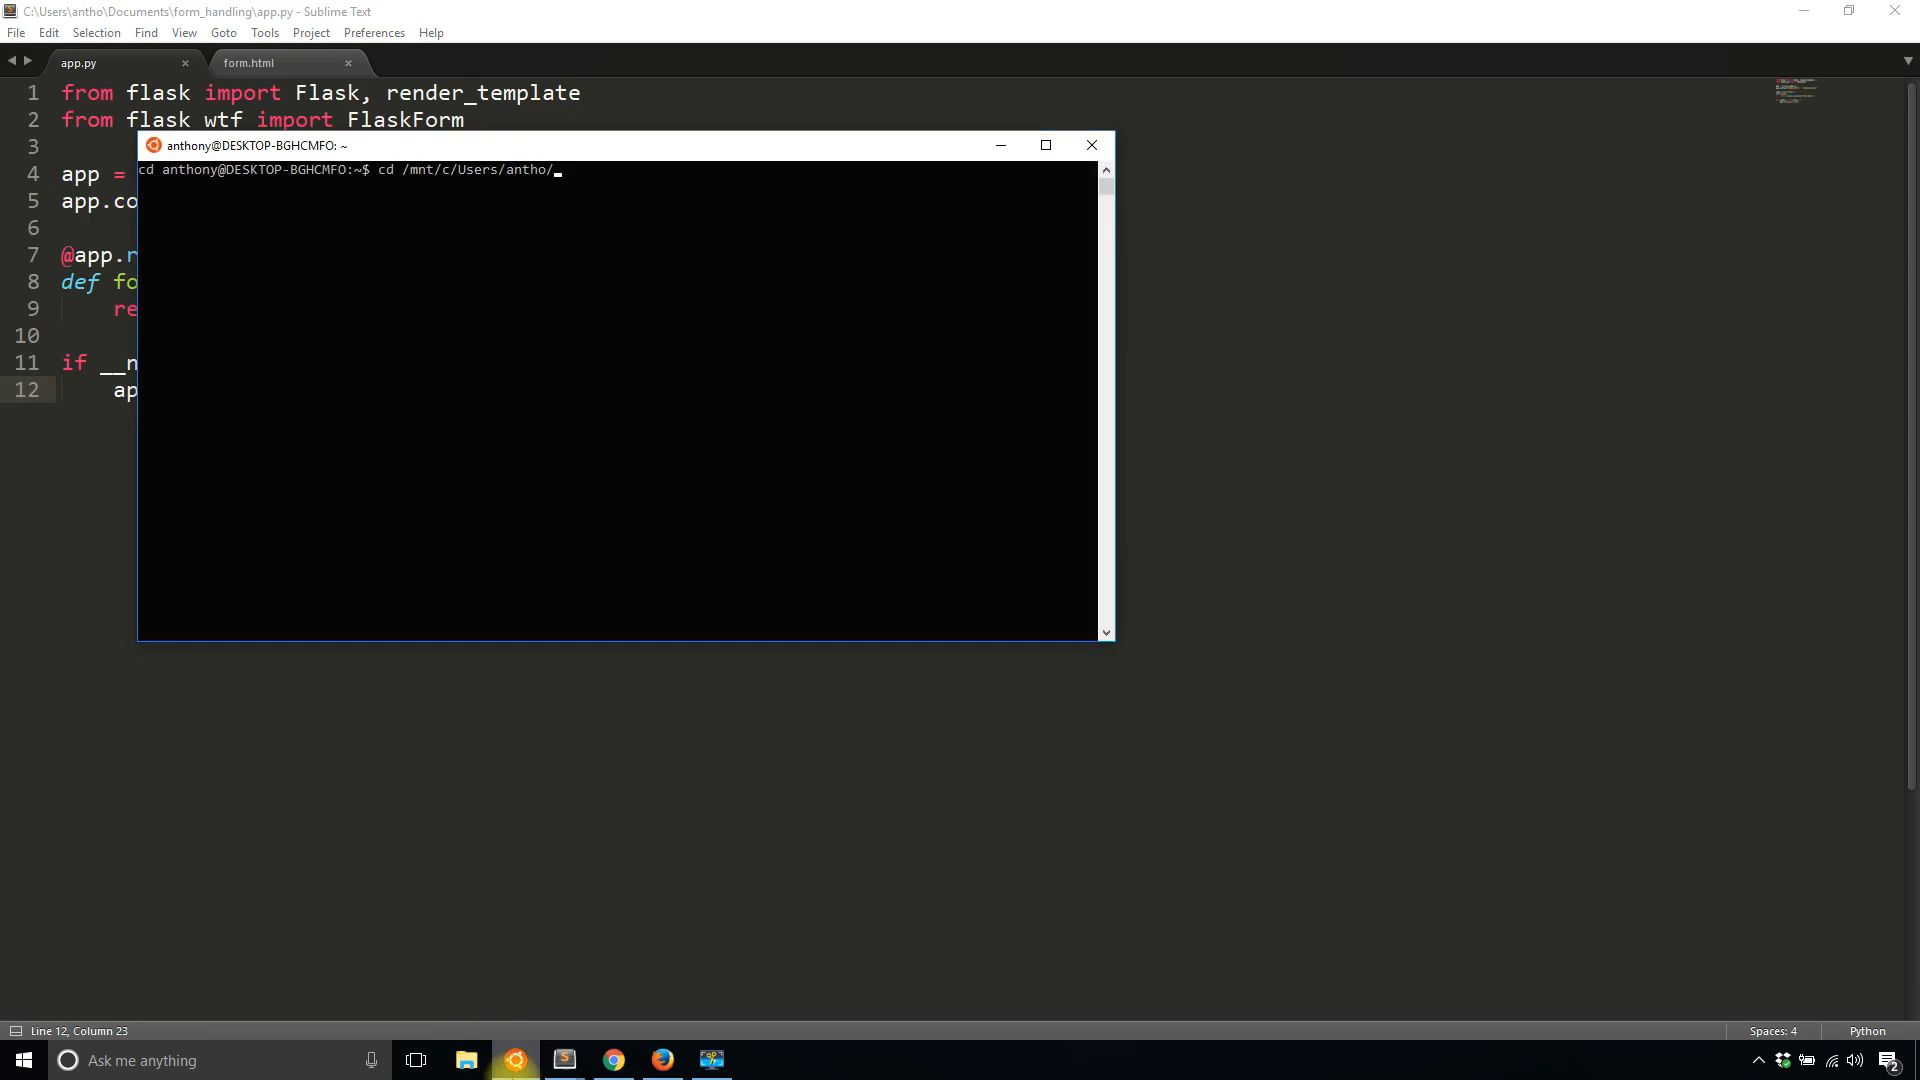 C:\Users\antho\Documents\form_handling\app.py - Sublime Text
File Edit Selection Find View Goto Tools Project Preferences Help
app.py form.html
1 from flask import Flask, render_template
2 from flask_wtf import FlaskForm
anthony@DESKTOP-BGHCMFO: ~
3
cd anthony@DESKTOP-BGHCMFO:~$ cd /mnt/c/Users/antho/
4 app =
5 app.co
6
7 @app.r
8 def fo
9 re
10
11 if __n
12 ap
Line 12, Column 23 Spaces: 4 Python
Ask me anything 2